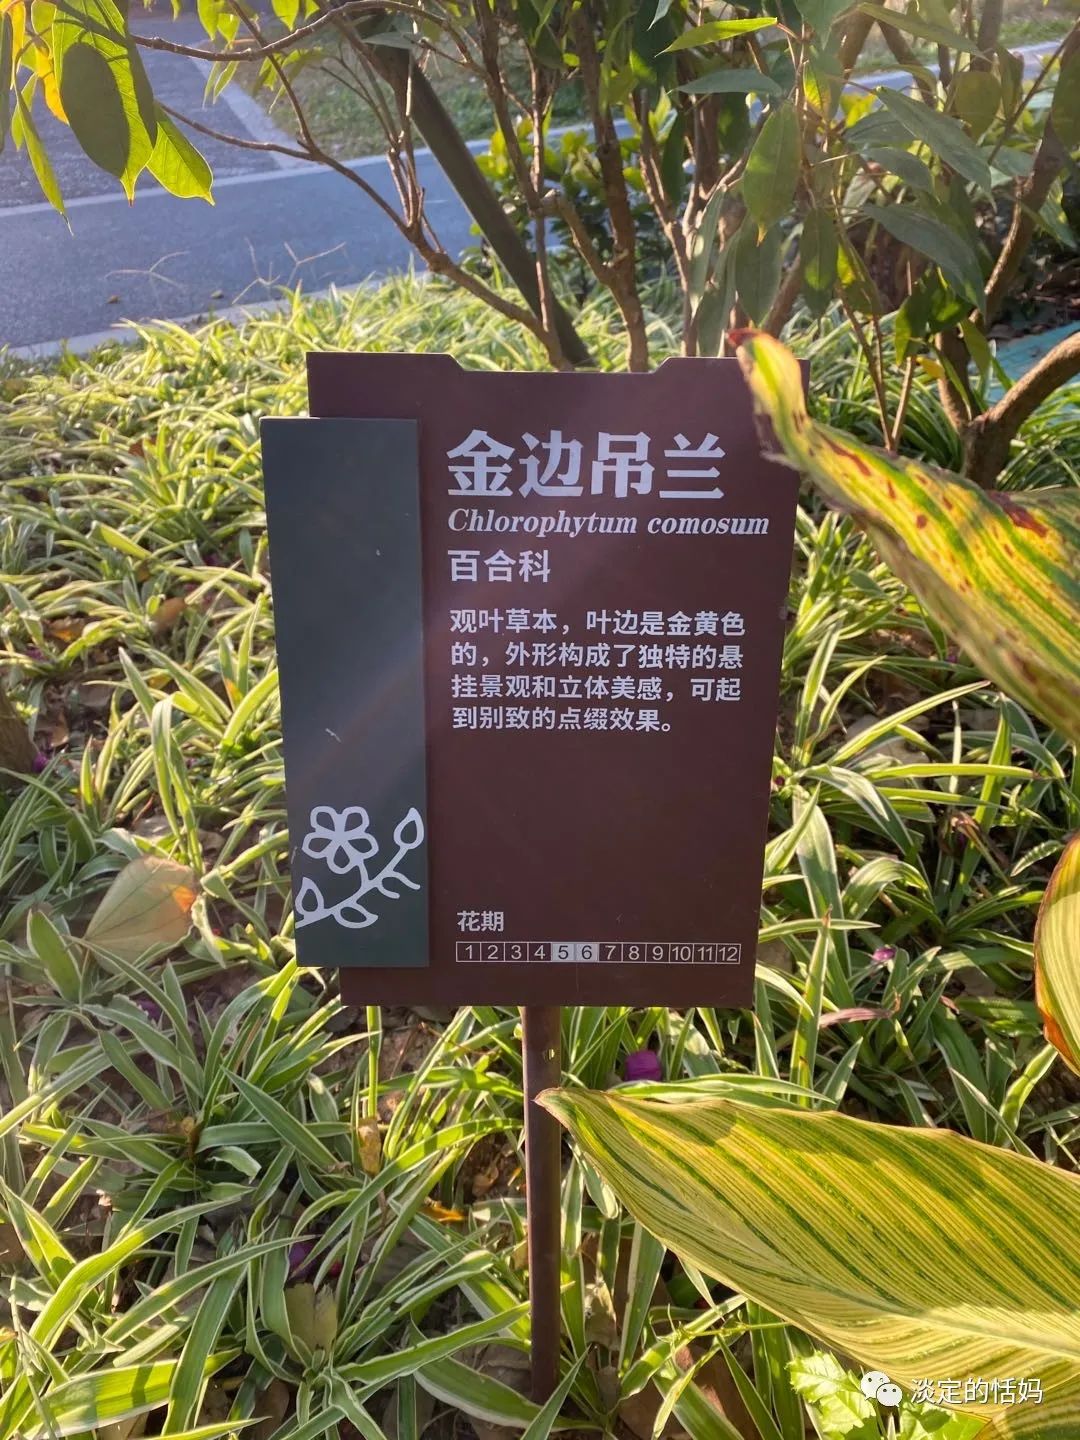 金边吊兰
Chlorophytum comosum
百合科
观叶草本，叶边是金黄色
的，外形构成了独特的悬
挂景观和立体美感，可起
到别致的点缀效果。
花期
1 2 3 4 5 6 7 8 9 10 11 12
淡定的恬妈